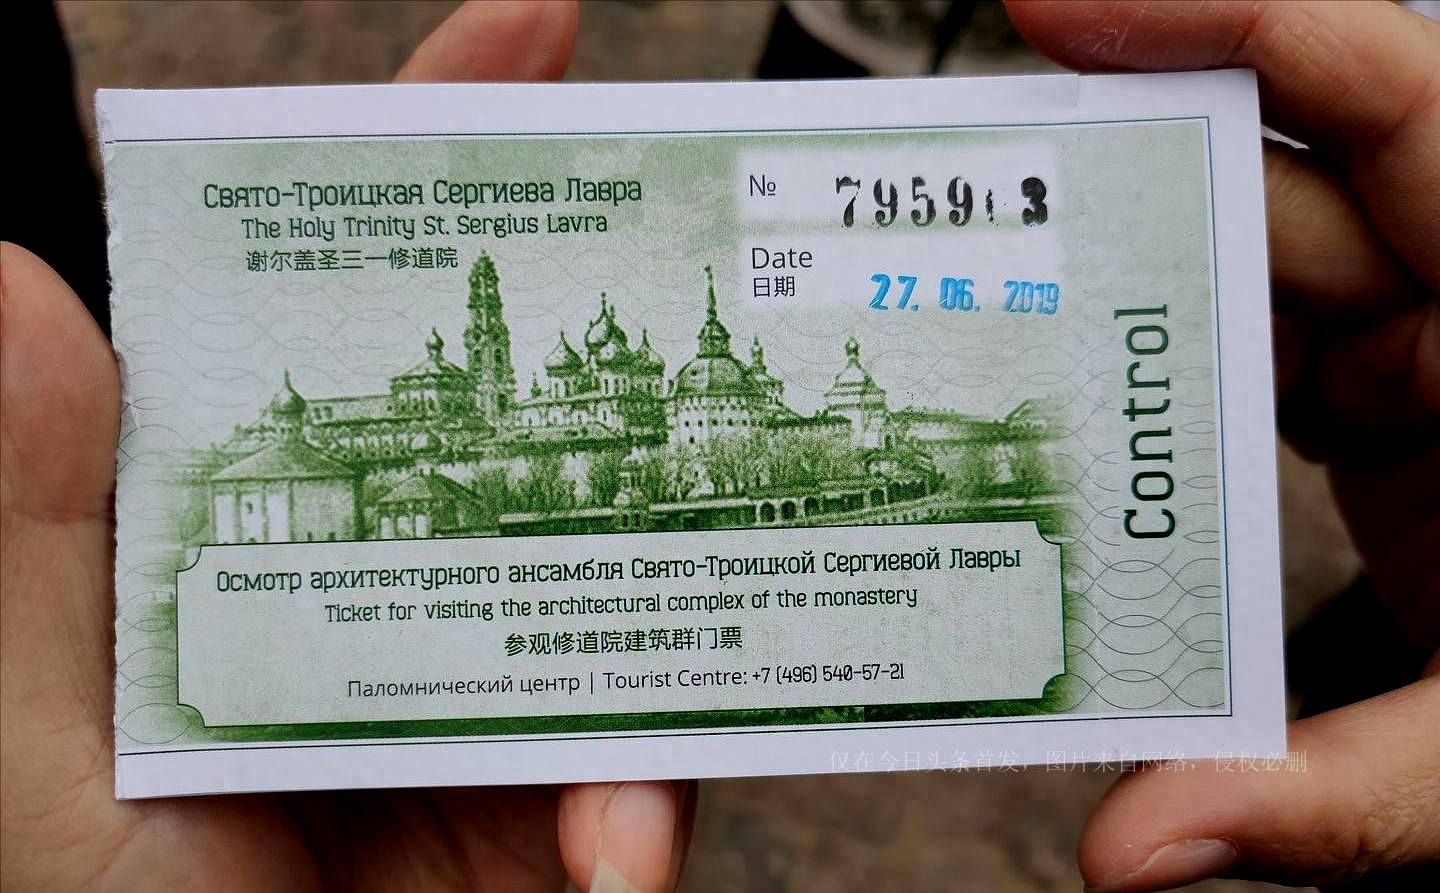 Свято-Троицкая Сергиева Лавра
The Holy Trinity St. Sergius Lavra
谢尔盖圣三一修道院
№
Date
日期 27. 06. 2019
Control
Осмотр архитектурного ансамбля Свято-Троицкой Сергиевой Лавры
Ticket for visiting the architectural complex of the monastery
参观修道院建筑群门票
Паломнический центр | Tourist Centre: +7 (496) 540-57-21
仅在今日头条首发，图片来自网络，侵权必删